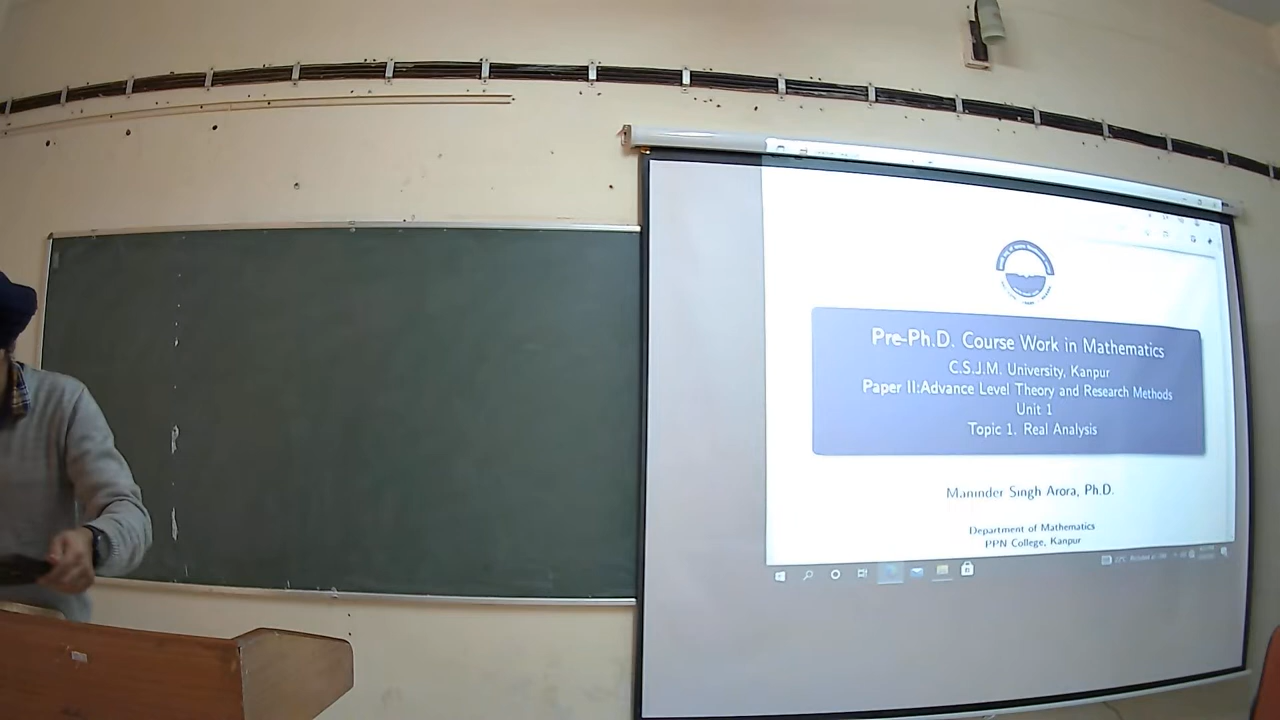 Pre-Ph.D. Course Work in Mathematics
C.S.J.M. University, Kanpur
Paper II:Advance Level Theory and Research Methods
Unit 1
Topic 1. Real Analysis
Maninder Singh Arora, Ph.D.
Department of Mathematics
PPN College, Kanpur